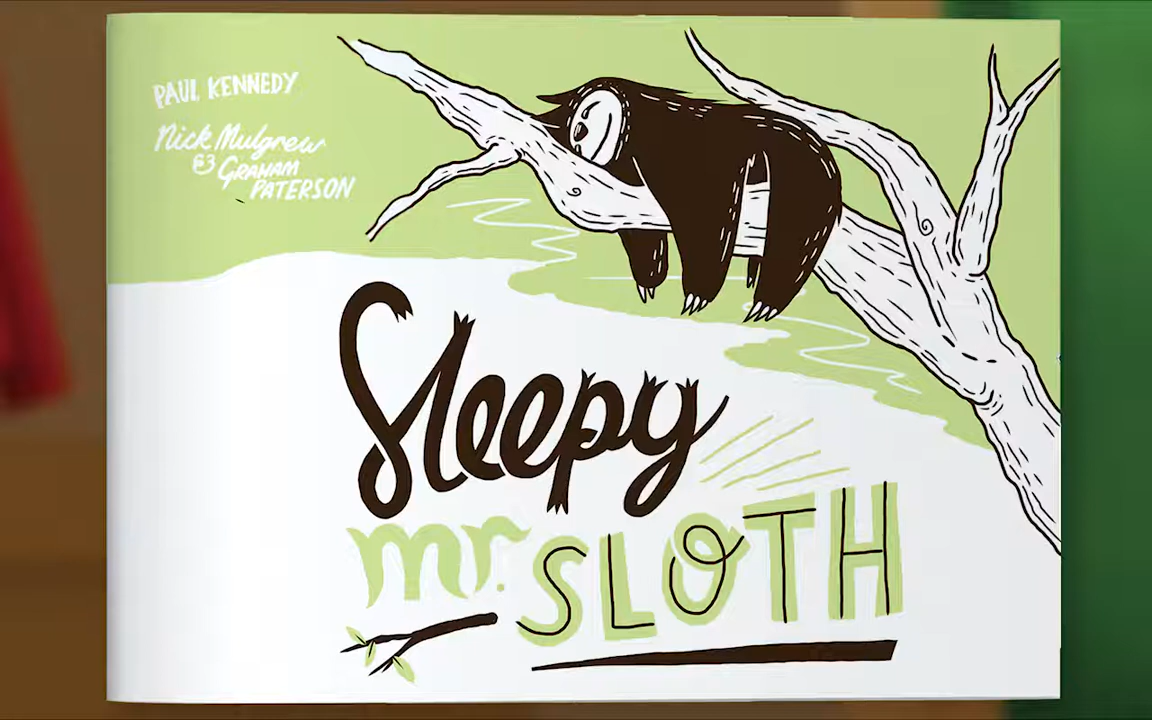 PAUL KENNEDY
Nick Mulgrew
&
GRAHAM
PATERSON
Sleepy
mr. SLOTH